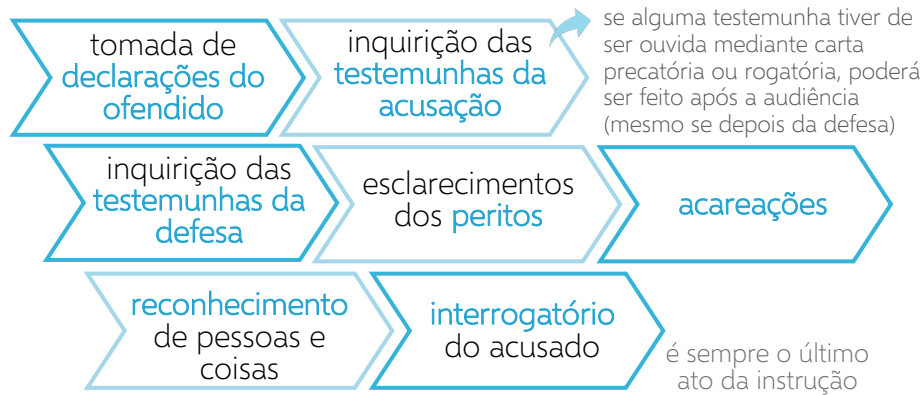 tomada de
declarações do
ofendido
inquirição das
testemunhas da
acusação
se alguma testemunha tiver de
ser ouvida mediante carta
precatória ou rogatória, poderá
ser feito após a audiência
(mesmo se depois da defesa)
inquirição das
testemunhas da
defesa
esclarecimentos
dos peritos
acareações
reconhecimento
de pessoas e
coisas
interrogatório
do acusado
é sempre o último
ato da instrução